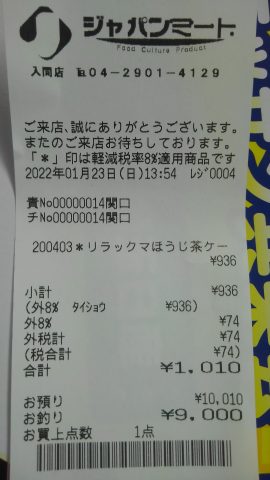 ジャパンミート
Food Culture Product
入間店 ℡04-2901-4129
ご来店、誠にありがとうございます。
またのご来店お待ちしております。
「*」印は軽減税率8%適用商品です
2022年01月23日(日)13:54 レジ0004
責No00000014関口
チNo00000014関口
200403*リラックマほうじ茶ケー
¥936
小計 ¥936
(外8% タイショウ ¥936)
外8% ¥74
外税計 ¥74
(税合計 ¥74)
合計 ¥1,010
お預り ¥10,010
お釣り ¥9,000
お買上点数 1点